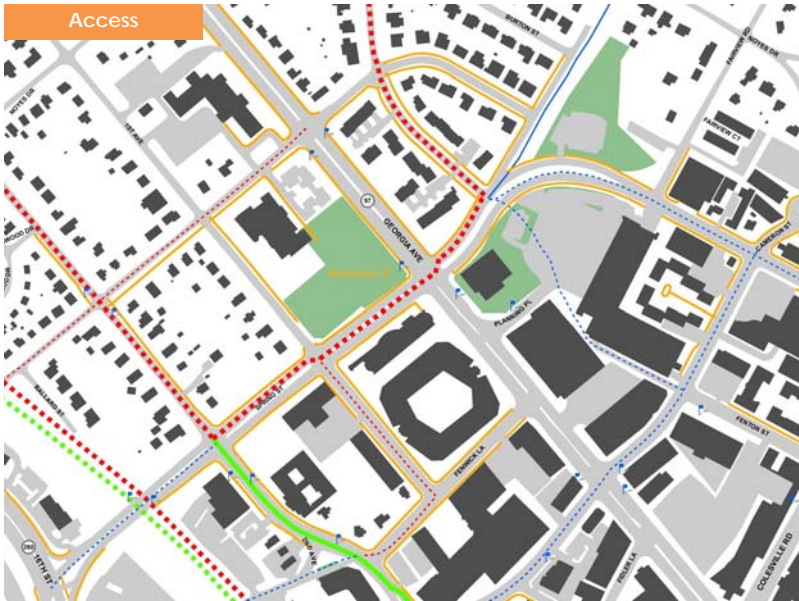 Access
BURTON ST
FAIRVIEW RD
NOYES DR
NOYES DR
1ST AVE
FAIRVIEW CT
97
GEORGIA AVE
CAMERON ST
PLANNING PL
BALLARD ST
SPRING ST
FENWICK LA
FENTON ST
390
16TH ST
2ND AVE
FIDLER LA
COLESVILLE RD